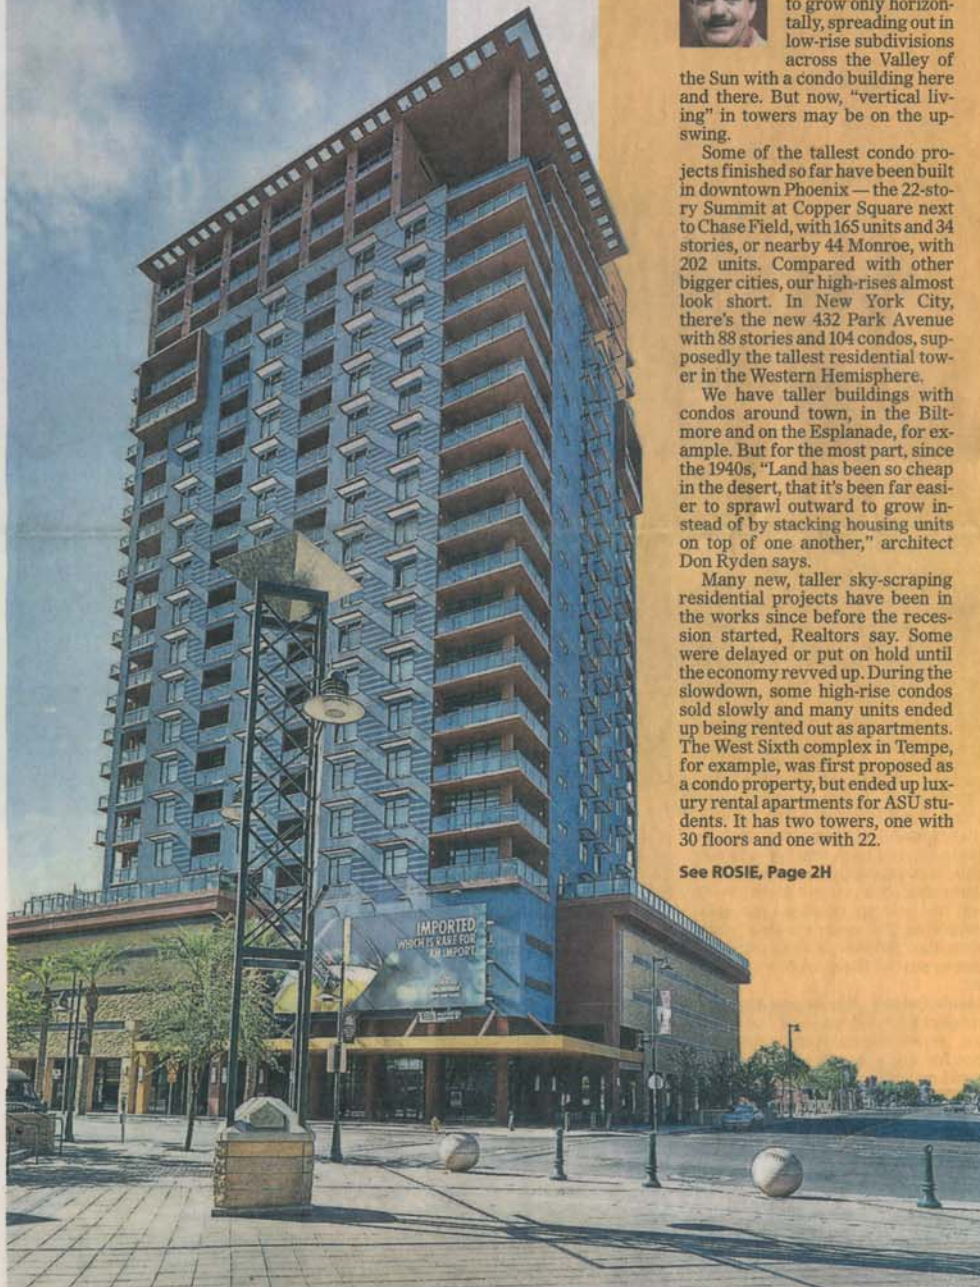 to grow only horizon-
tally, spreading out in
low-rise subdivisions
across the Valley of
the Sun with a condo building here
and there. But now, “vertical liv-
ing” in towers may be on the up-
swing.
Some of the tallest condo pro-
jects finished so far have been built
in downtown Phoenix — the 22-sto-
ry Summit at Copper Square next
to Chase Field, with 165 units and 34
stories, or nearby 44 Monroe, with
202 units. Compared with other
bigger cities, our high-rises almost
look short. In New York City,
there’s the new 432 Park Avenue
with 88 stories and 104 condos, sup-
posedly the tallest residential tow-
er in the Western Hemisphere.
We have taller buildings with
condos around town, in the Bilt-
more and on the Esplanade, for ex-
ample. But for the most part, since
the 1940s, “Land has been so cheap
in the desert, that it’s been far easi-
er to sprawl outward to grow in-
stead of by stacking housing units
on top of one another,” architect
Don Ryden says.
Many new, taller sky-scraping
residential projects have been in
the works since before the reces-
sion started, Realtors say. Some
were delayed or put on hold until
the economy revved up. During the
slowdown, some high-rise condos
sold slowly and many units ended
up being rented out as apartments.
The West Sixth complex in Tempe,
for example, was first proposed as
a condo property, but ended up lux-
ury rental apartments for ASU stu-
dents. It has two towers, one with
30 floors and one with 22.
See ROSIE, Page 2H
IMPORTED
WHICH IS RARE FOR
AN IMPORT